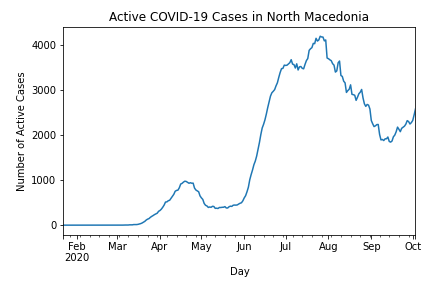 Active COVID-19 Cases in North Macedonia
Number of Active Cases
4000
3000
2000
1000
0
Feb Mar Apr May Jun Jul Aug Sep Oct
2020
Day